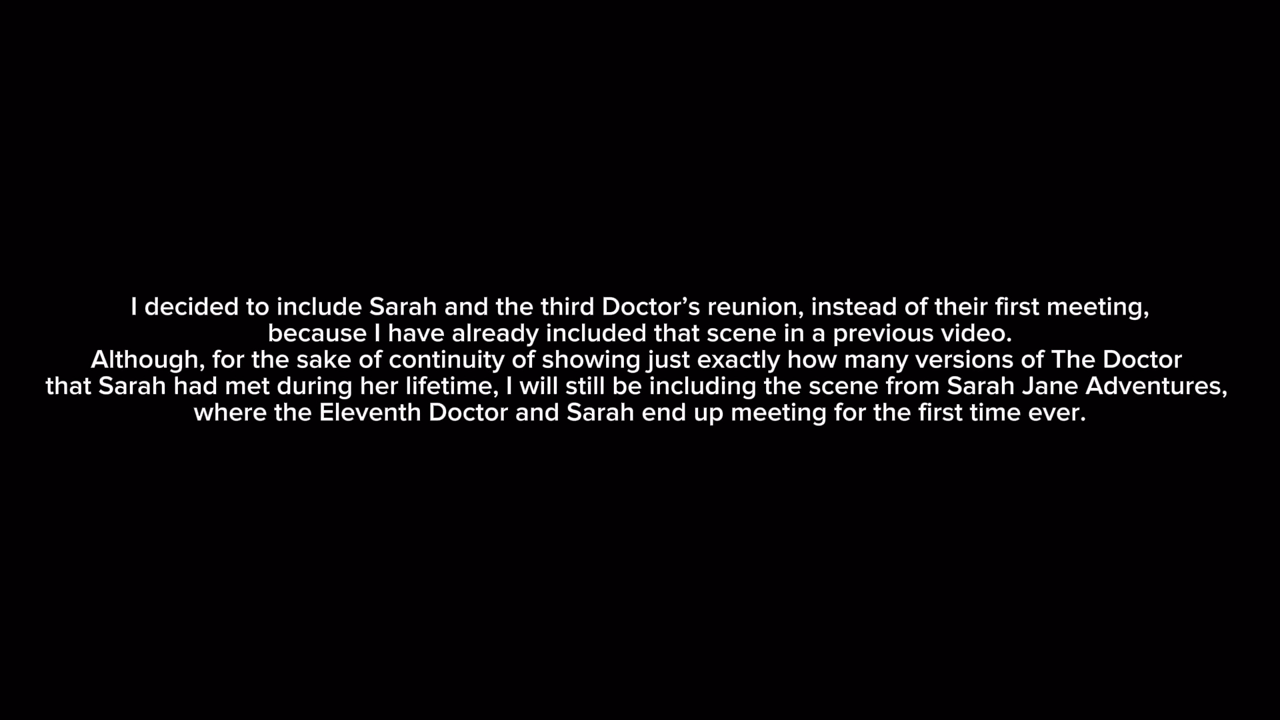 I decided to include Sarah and the third Doctor’s reunion, instead of their first meeting,
because I have already included that scene in a previous video.
Although, for the sake of continuity of showing just exactly how many versions of The Doctor
that Sarah had met during her lifetime, I will still be including the scene from Sarah Jane Adventures,
where the Eleventh Doctor and Sarah end up meeting for the first time ever.